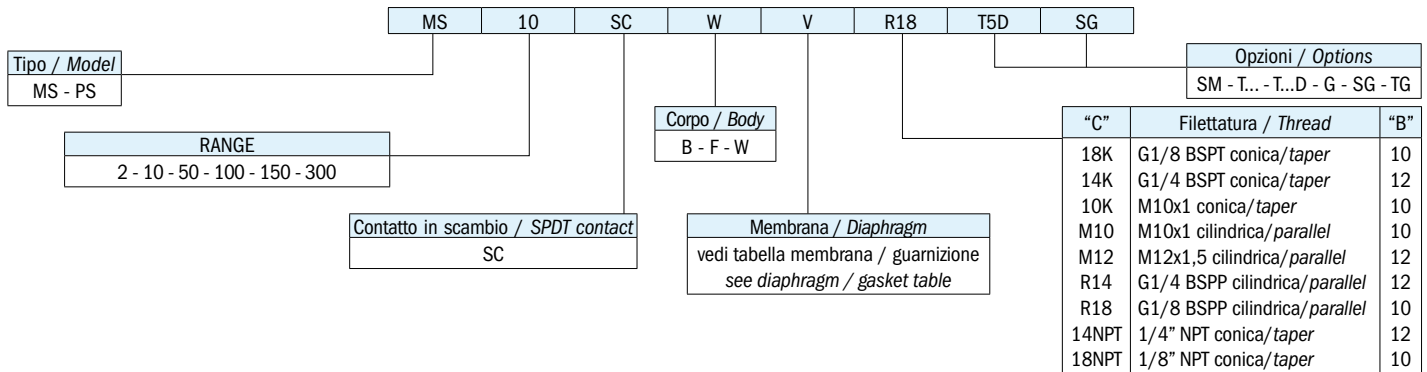 MS 10 SC W V R18 T5D SG
Tipo / Model
MS - PS
Opzioni / Options
SM - T... - T...D - G - SG - TG
RANGE
2 - 10 - 50 - 100 - 150 - 300
Corpo / Body
B - F - W
Contatto in scambio / SPDT contact
SC
Membrana / Diaphragm
vedi tabella membrana / guarnizione
see diaphragm / gasket table
“C” Filettatura / Thread “B”
18K G1/8 BSPT conica/taper 10
14K G1/4 BSPT conica/taper 12
10K M10x1 conica/taper 10
M10 M10x1 cilindrica/parallel 10
M12 M12x1,5 cilindrica/parallel 12
R14 G1/4 BSPP cilindrica/parallel 12
R18 G1/8 BSPP cilindrica/parallel 10
14NPT 1/4” NPT conica/taper 12
18NPT 1/8” NPT conica/taper 10